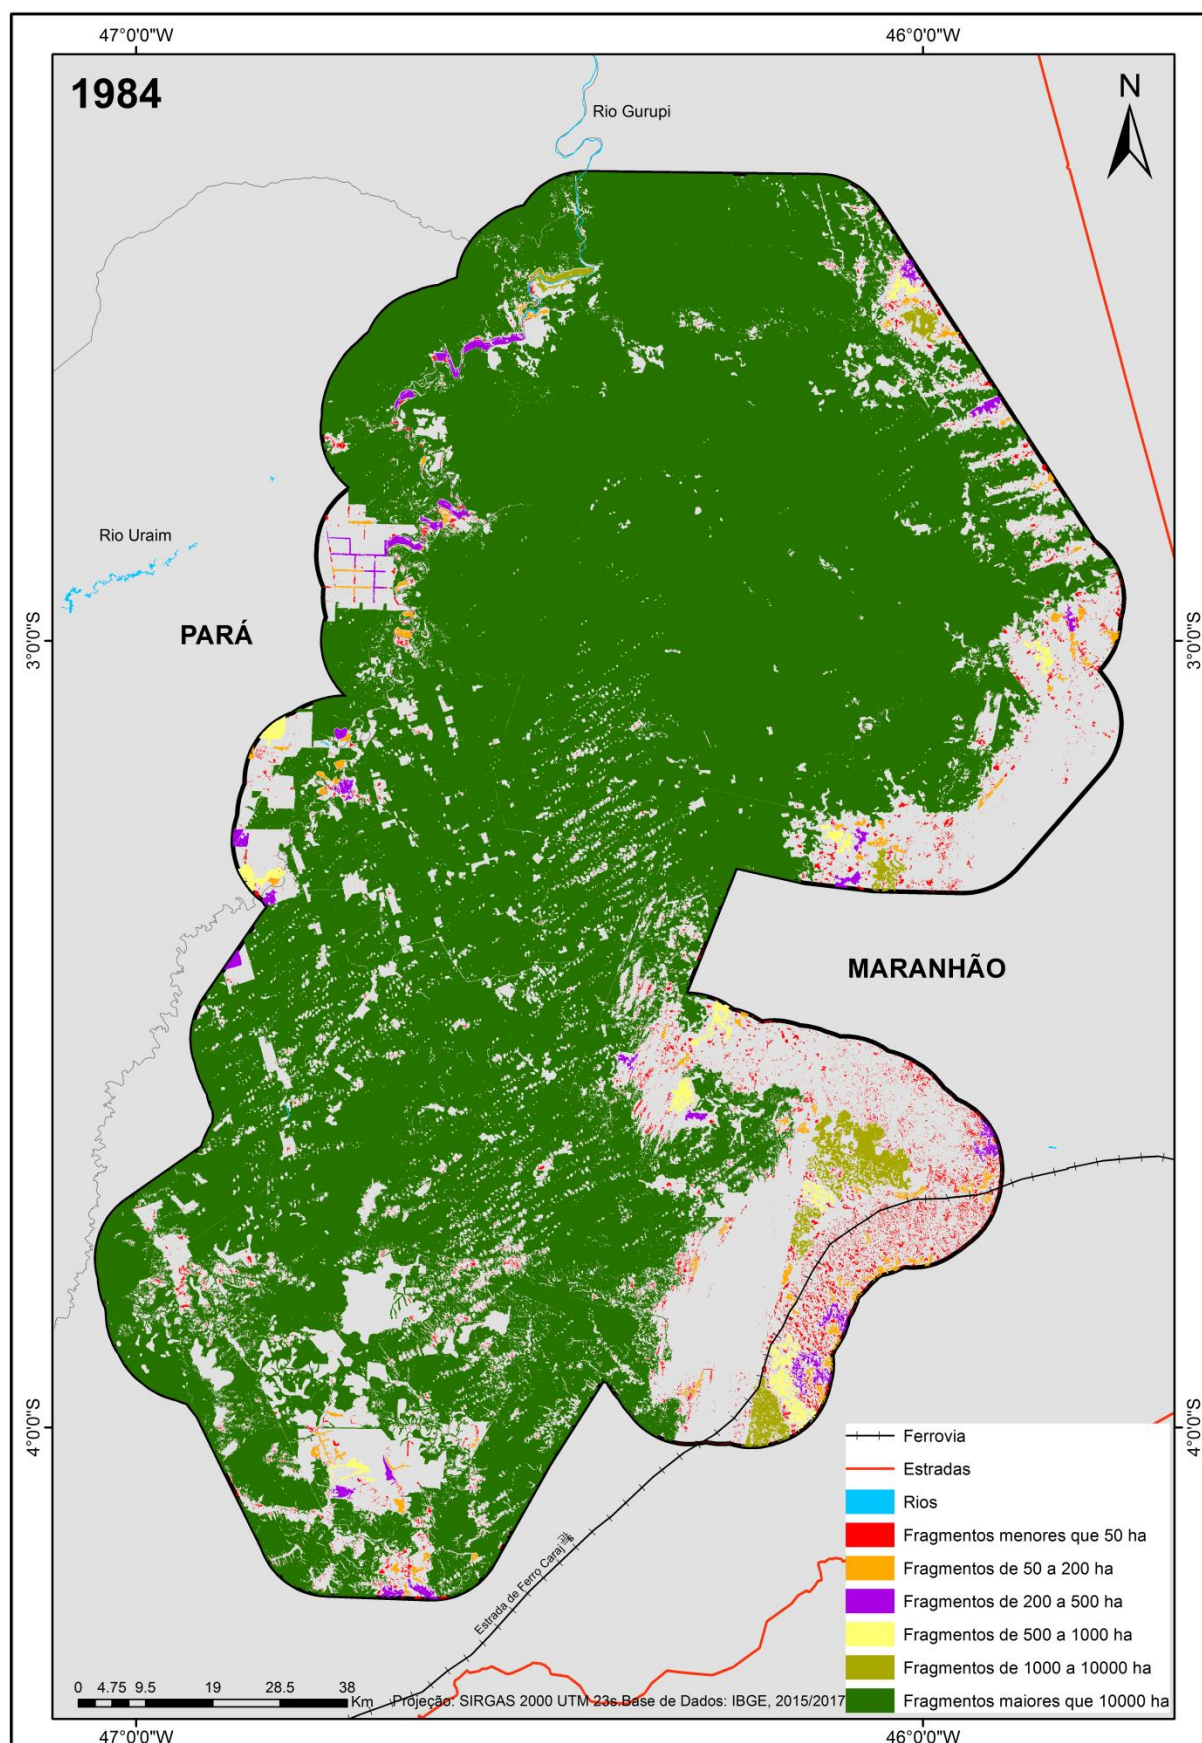 47°0'0"W
46°0'0"W
1984
N
Rio Gurupi
Rio Uraim
PARÁ
3°0'0"S
3°0'0"S
MARANHÃO
4°0'0"S
4°0'0"S
Estrada de Ferro
Ferrovia
Estradas
Rios
Fragmentos menores que 50 ha
Fragmentos de 50 a 200 ha
Fragmentos de 200 a 500 ha
Fragmentos de 500 a 1000 ha
Fragmentos de 1000 a 10000 ha
Fragmentos maiores que 10000 ha
0 4.75 9.5 19 28.5 38
Km
Projeção: SIRGAS 2000 UTM 23s.Base de Dados: IBGE, 2015/2017
47°0'0"W
46°0'0"W